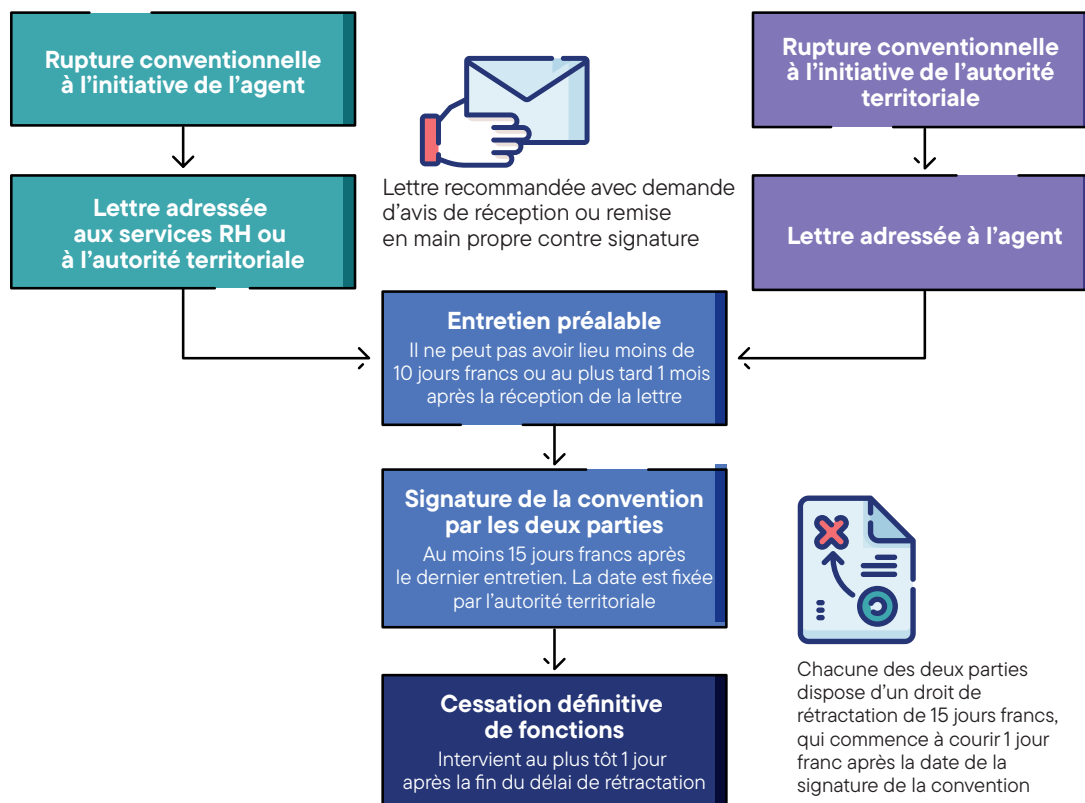 Rupture conventionnelle
à l'initiative de l'agent
Rupture conventionnelle
à l'initiative de l'autorité
territoriale
Lettre recommandée avec demande
d'avis de réception ou remise
en main propre contre signature
Lettre adressée
aux services RH ou
à l'autorité territoriale
Lettre adressée à l'agent
Entretien préalable
Il ne peut pas avoir lieu moins de
10 jours francs ou au plus tard 1 mois
après la réception de la lettre
Signature de la convention
par les deux parties
Au moins 15 jours francs après
le dernier entretien. La date est fixée
par l'autorité territoriale
Chacune des deux parties
dispose d'un droit de
rétractation de 15 jours francs,
qui commence à courir 1 jour
franc après la date de la
signature de la convention
Cessation définitive
de fonctions
Intervient au plus tôt 1 jour
après la fin du délai de rétractation